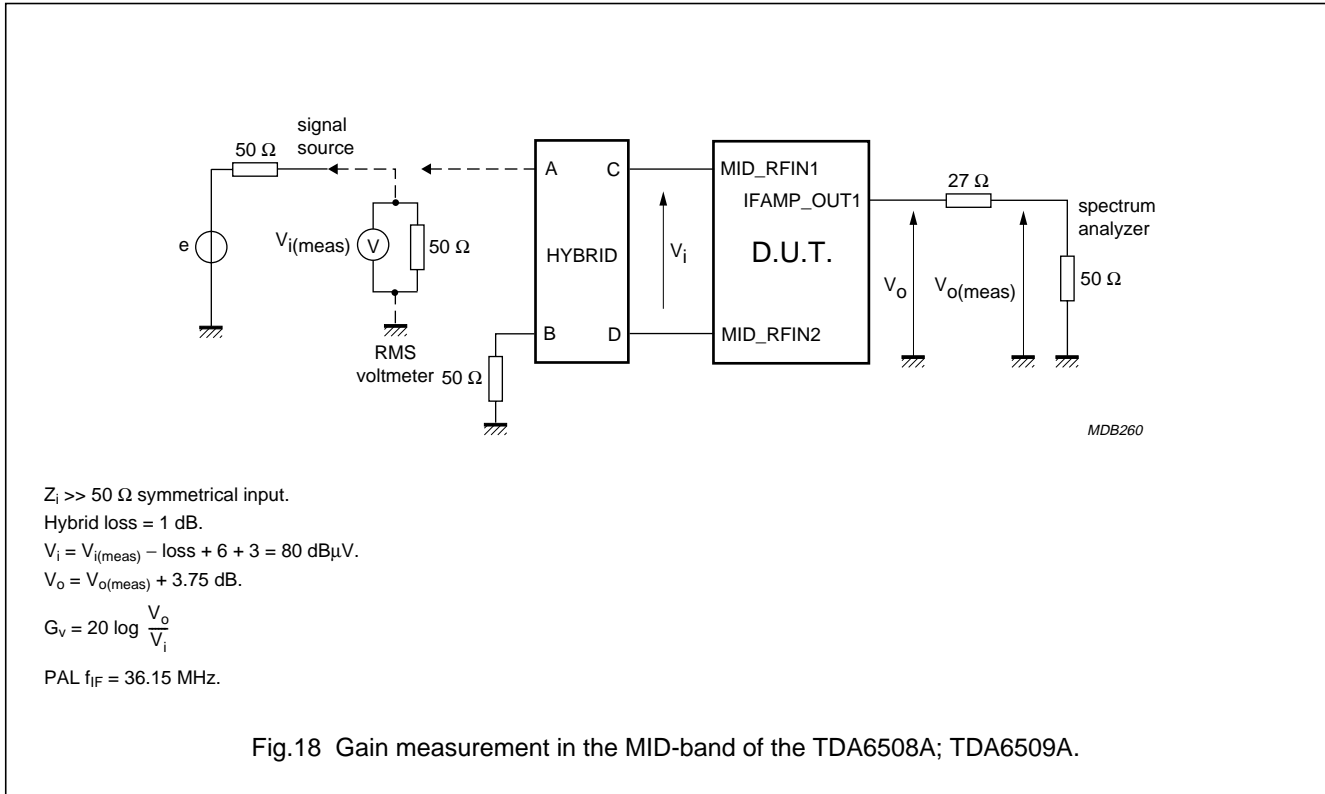 signal
source
50 Ω
A
C
MID_RFIN1
IFAMP_OUT1
27 Ω
spectrum
analyzer
e
Vi(meas)
V
50 Ω
HYBRID
Vi
D.U.T.
Vo
Vo(meas)
50 Ω
B
D
MID_RFIN2
RMS
voltmeter
50 Ω
MDB260
Zi >> 50 Ω symmetrical input.
Hybrid loss = 1 dB.
Vi = Vi(meas) − loss + 6 + 3 = 80 dBμV.
Vo = Vo(meas) + 3.75 dB.
Gv = 20 log Vo/Vi
PAL fIF = 36.15 MHz.
Fig.18 Gain measurement in the MID-band of the TDA6508A; TDA6509A.